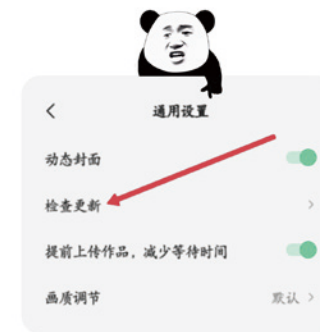 通用设置
动态封面
检查更新
提前上传作品，减少等待时间
画质调节 默认